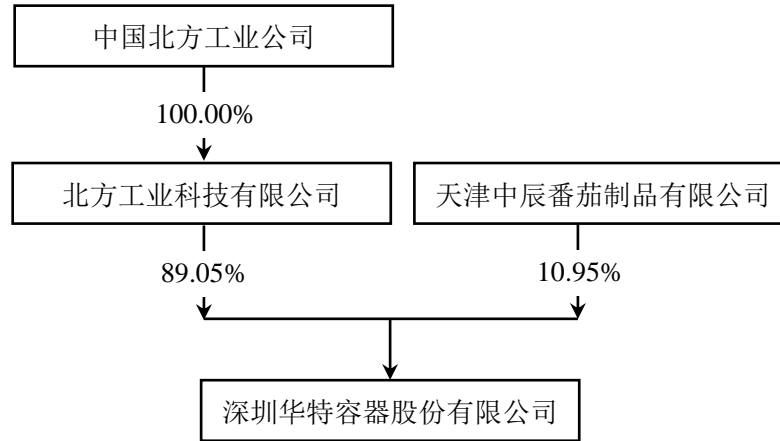 中国北方工业公司
100.00%
北方工业科技有限公司
天津中辰番茄制品有限公司
89.05%
10.95%
深圳华特容器股份有限公司